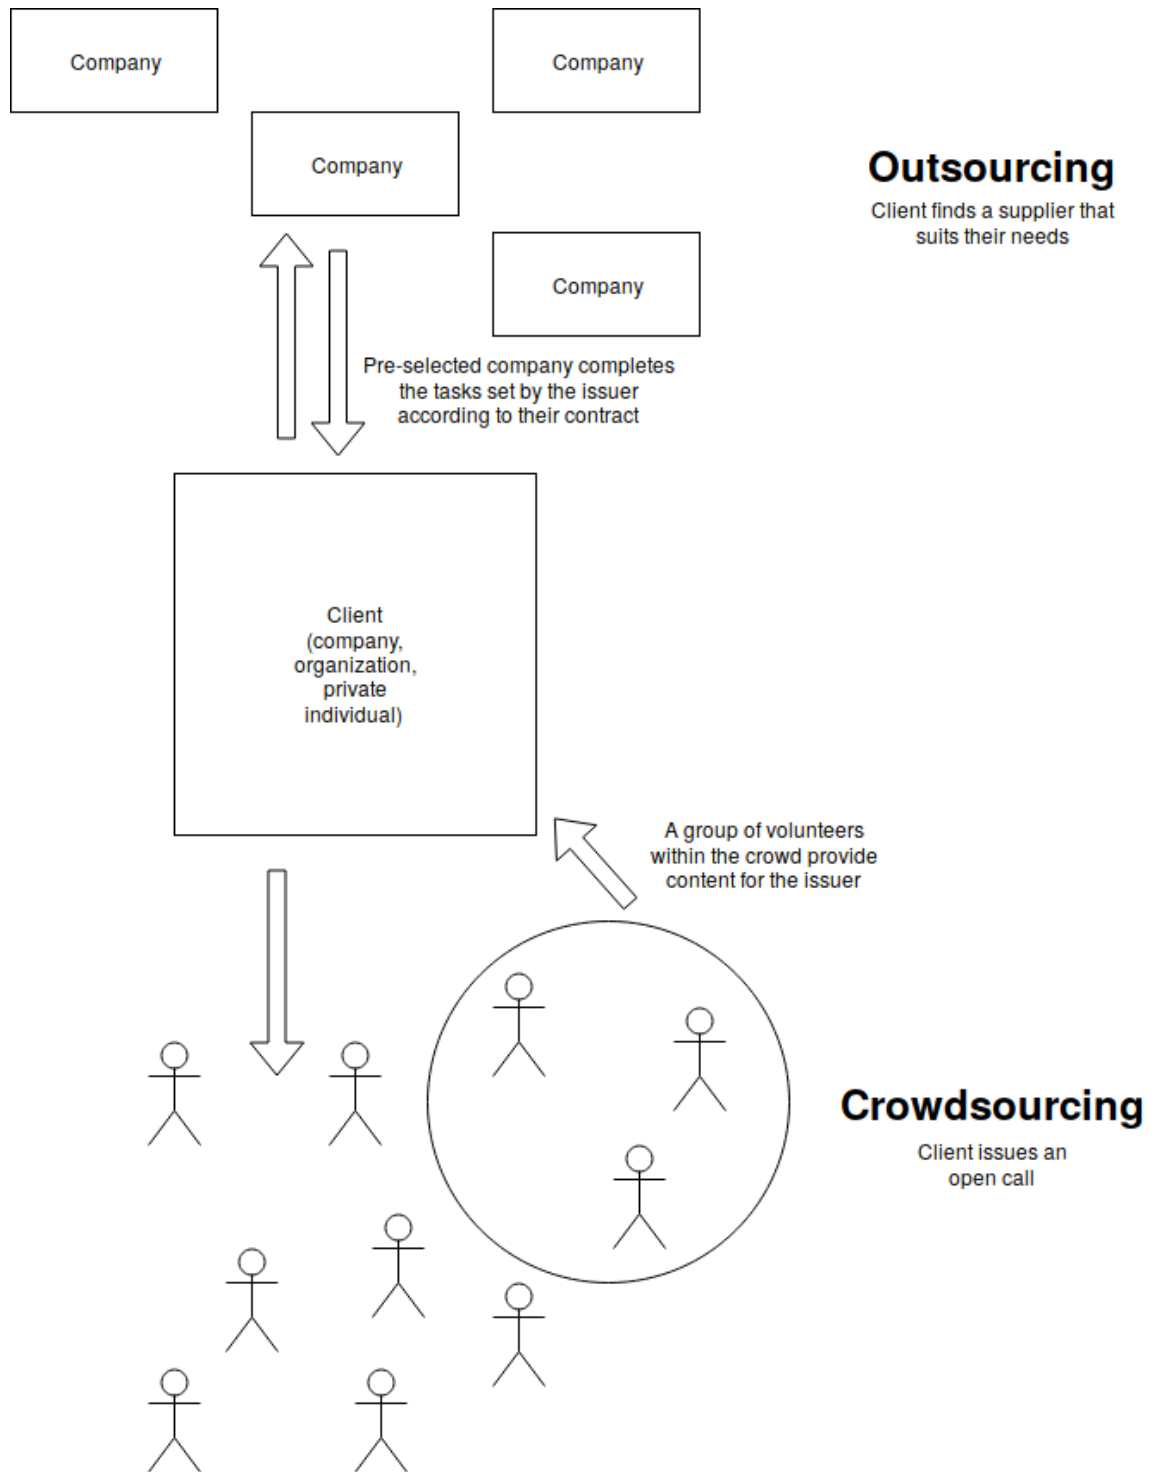 Company
Company
Company
Outsourcing
Client finds a supplier that
suits their needs
Company
Pre-selected company completes
the tasks set by the issuer
according to their contract
Client
(company,
organization,
private
individual)
A group of volunteers
within the crowd provide
content for the issuer
Crowdsourcing
Client issues an
open call